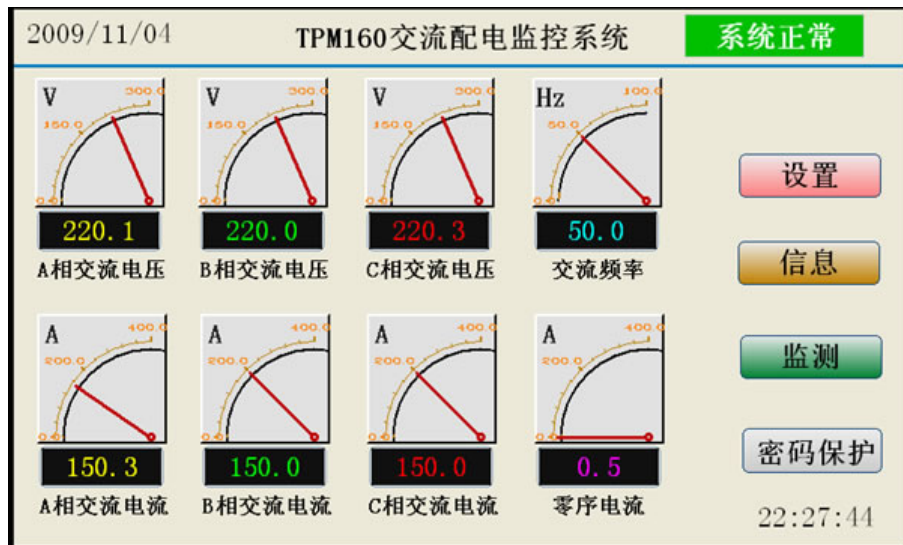 2009/11/04 TPM160交流配电监控系统 系统正常
V 300.0 150.0 0.0 V 300.0 150.0 0.0 V 300.0 150.0 0.0 Hz 100.0 50.0 0.0
220.1 220.0 220.3 50.0
A相交流电压 B相交流电压 C相交流电压 交流频率
A 400.0 200.0 0.0 A 400.0 200.0 0.0 A 400.0 200.0 0.0 A 400.0 200.0 0.0
150.3 150.0 150.0 0.5
A相交流电流 B相交流电流 C相交流电流 零序电流
设置
信息
监测
密码保护
22:27:44